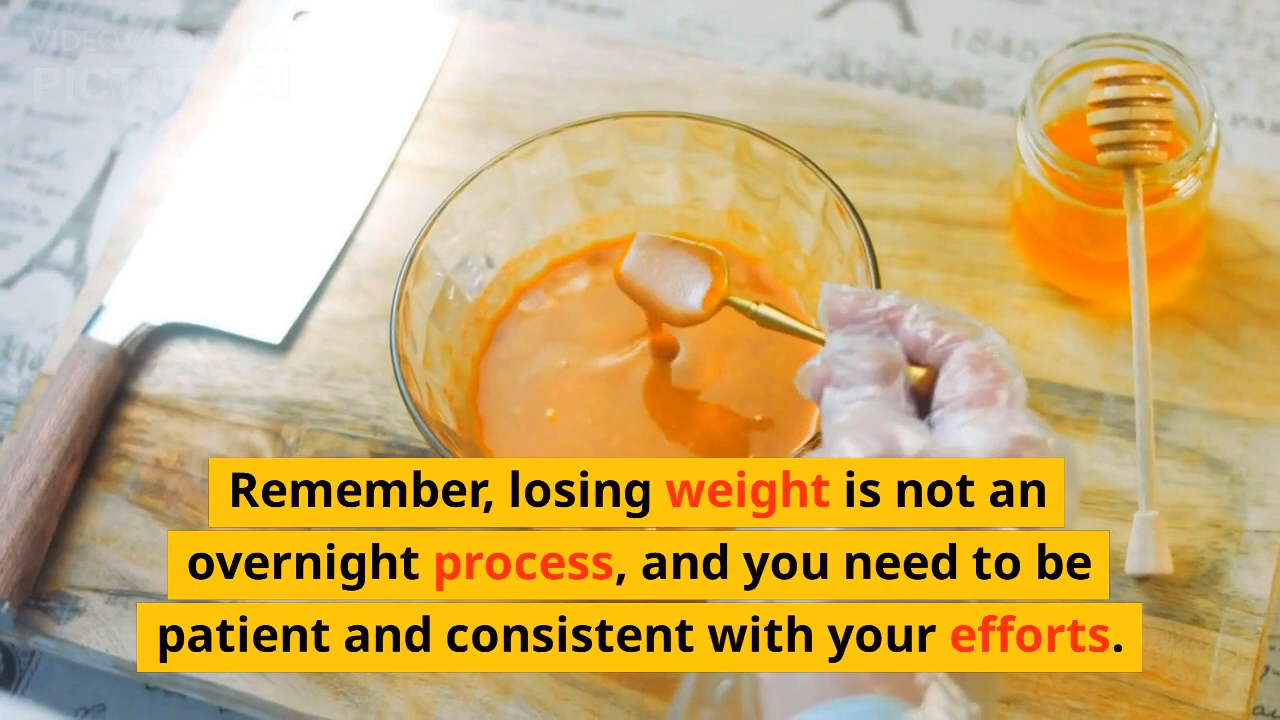 Remember, losing weight is not an
overnight process, and you need to be
patient and consistent with your efforts.